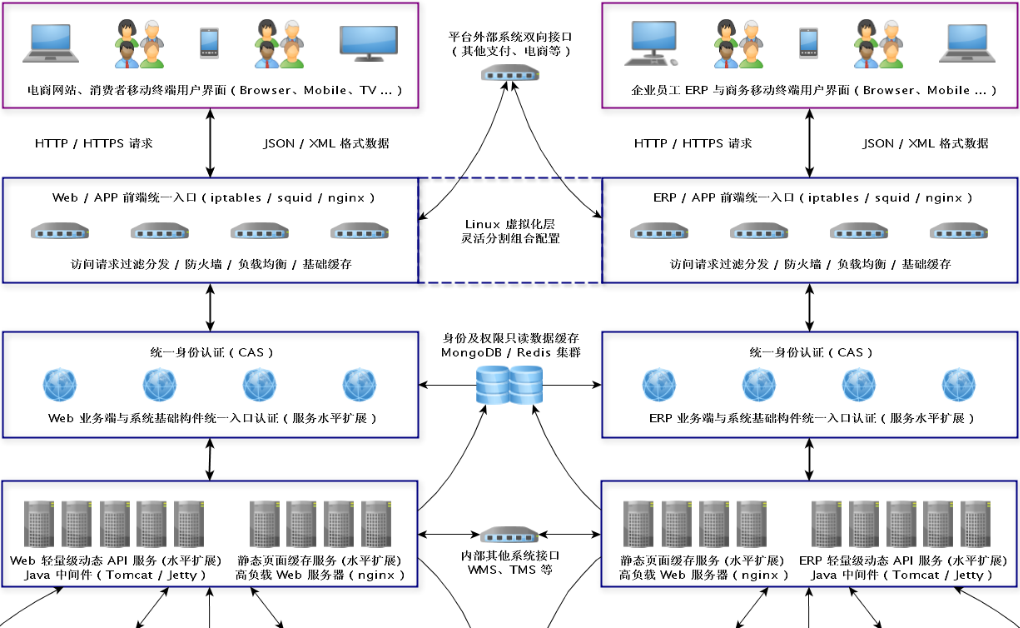 平台外部系统双向接口
( 其他支付、电商等 )
电商网站、消费者移动终端用户界面 ( Browser、Mobile、TV ... )
企业员工 ERP 与商务移动终端用户界面 ( Browser、Mobile ... )
HTTP / HTTPS 请求
JSON / XML 格式数据
HTTP / HTTPS 请求
JSON / XML 格式数据
Web / APP 前端统一入口 ( iptables / squid / nginx )
访问请求过滤分发 / 防火墙 / 负载均衡 / 基础缓存
Linux 虚拟化层
灵活分割组合配置
ERP / APP 前端统一入口 ( iptables / squid / nginx )
访问请求过滤分发 / 防火墙 / 负载均衡 / 基础缓存
统一身份认证 ( CAS )
Web 业务端与系统基础构件统一入口认证 ( 服务水平扩展 )
身份及权限只读数据缓存
MongoDB / Redis 集群
统一身份认证 ( CAS )
ERP 业务端与系统基础构件统一入口认证 ( 服务水平扩展 )
Web 轻量级动态 API 服务 (水平扩展)
Java 中间件 ( Tomcat / Jetty )
静态页面缓存服务 (水平扩展)
高负载 Web 服务器 ( nginx )
内部其他系统接口
WMS、TMS 等
静态页面缓存服务 (水平扩展)
高负载 Web 服务器 ( nginx )
ERP 轻量级动态 API 服务 (水平扩展)
Java 中间件 ( Tomcat / Jetty )